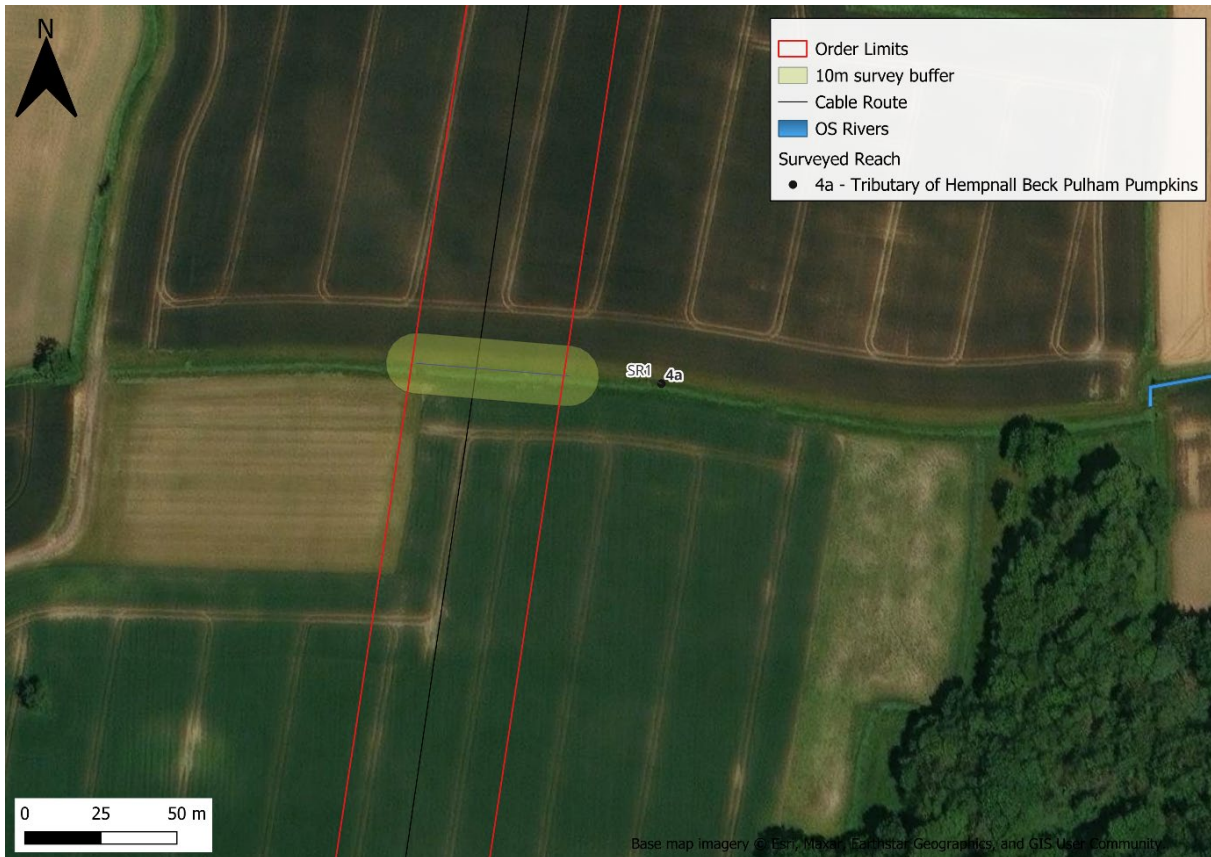 N
Order Limits
10m survey buffer
Cable Route
OS Rivers
Surveyed Reach
4a - Tributary of Hempnall Beck Pulham Pumpkins
SR1 4a
0 25 50 m
Base map imagery © Esri, Maxar, Earthstar Geographics, and GIS User Community.